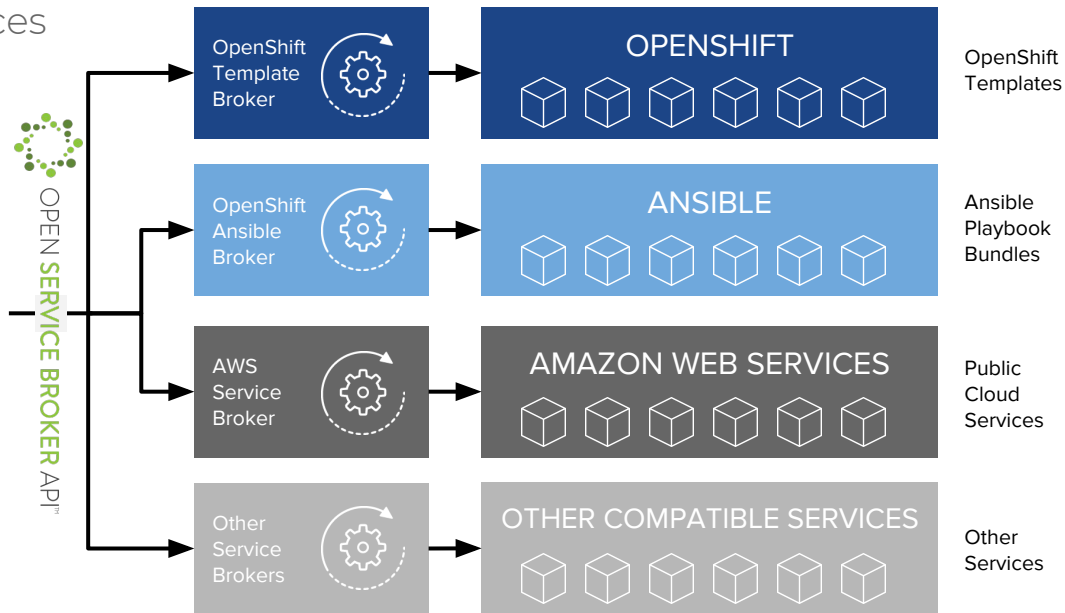 OpenShift
Template
Broker
OPENSHIFT
OpenShift
Templates
OPEN SERVICE BROKER API™
OpenShift
Ansible
Broker
ANSIBLE
Ansible
Playbook
Bundles
AWS
Service
Broker
AMAZON WEB SERVICES
Public
Cloud
Services
Other
Service
Brokers
OTHER COMPATIBLE SERVICES
Other
Services